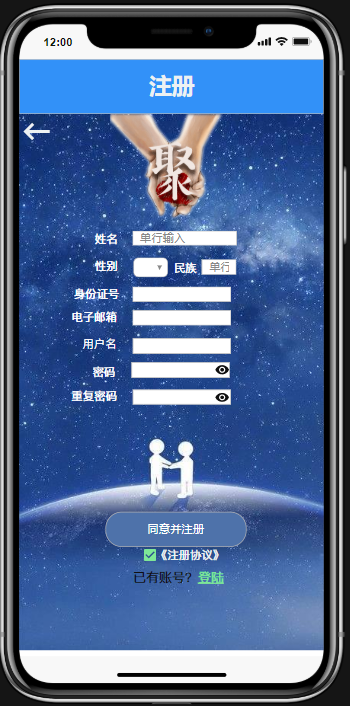 12:00
注册
聚
姓名 单行输入
性别 民族 单行
身份证号
电子邮箱
用户名
密码
重复密码
同意并注册
《注册协议》
已有账号？登陆